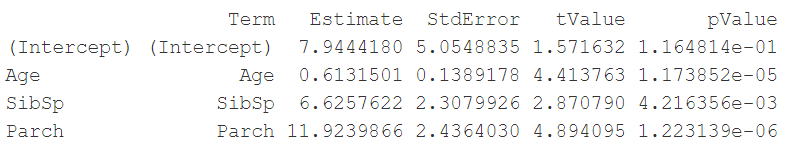 Term Estimate StdError tValue pValue
(Intercept) (Intercept) 7.9444180 5.0548835 1.571632 1.164814e-01
Age Age 0.6131501 0.1389178 4.413763 1.173852e-05
SibSp SibSp 6.6257622 2.3079926 2.870790 4.216356e-03
Parch Parch 11.9239866 2.4364030 4.894095 1.223139e-06